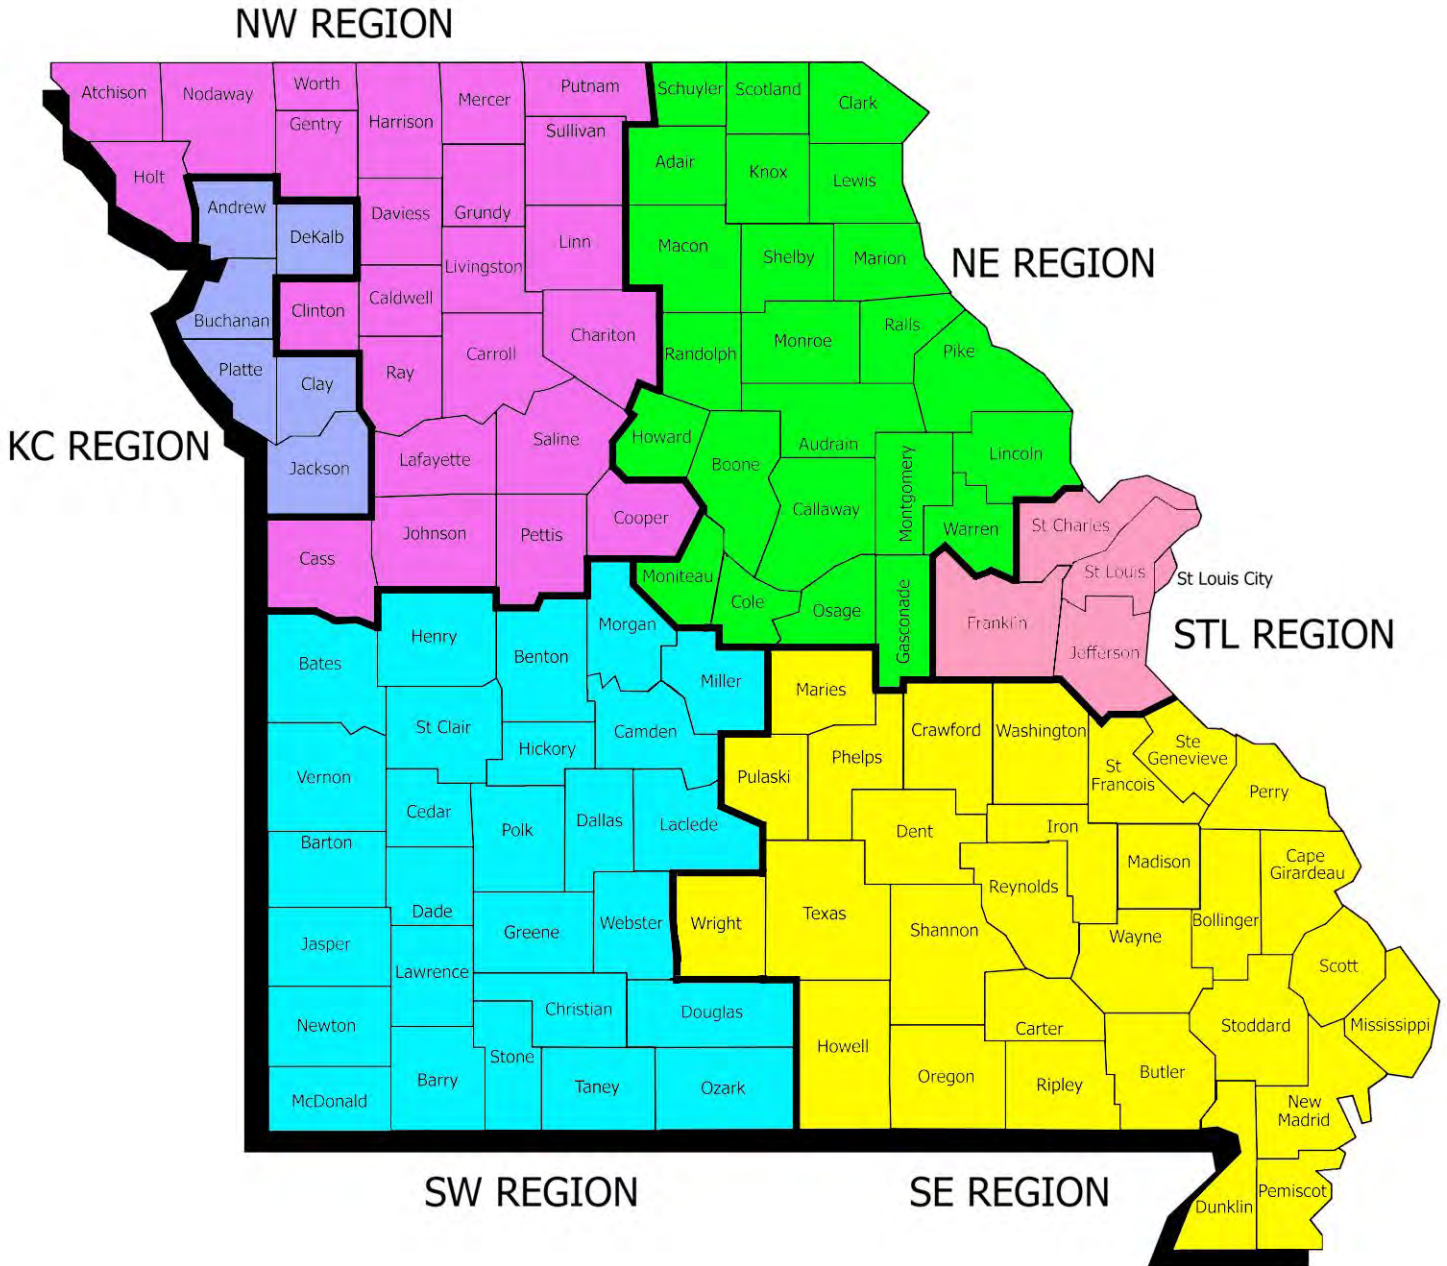 NW REGION
Atchison
Nodaway
Worth
Gentry
Harrison
Mercer
Putnam
Sullivan
Schuyler
Scotland
Clark
Holt
Andrew
DeKalb
Daviess
Grundy
Linn
Adair
Knox
Lewis
Macon
Shelby
Marion
NE REGION
Livingston
Buchanan
Clinton
Caldwell
Chariton
Randolph
Monroe
Ralls
Pike
Platte
Clay
Ray
Carroll
KC REGION
Jackson
Lafayette
Saline
Howard
Boone
Audrain
Montgomery
Lincoln
Cass
Johnson
Pettis
Cooper
Callaway
Warren
St Charles
St Louis
St Louis City
Moniteau
Cole
Osage
Gasconade
Franklin
Jefferson
STL REGION
Bates
Henry
Benton
Morgan
Miller
Maries
St Clair
Hickory
Camden
Pulaski
Phelps
Crawford
Washington
St
Francois
Ste
Genevieve
Perry
Vernon
Cedar
Polk
Dallas
Laclede
Dent
Iron
Madison
Cape
Girardeau
Barton
Dade
Greene
Webster
Wright
Texas
Shannon
Reynolds
Wayne
Bollinger
Scott
Jasper
Lawrence
Christian
Douglas
Newton
Stone
Howell
Carter
Stoddard
Mississippi
McDonald
Barry
Taney
Ozark
Oregon
Ripley
Butler
New
Madrid
SW REGION
SE REGION
Dunklin
Pemiscot